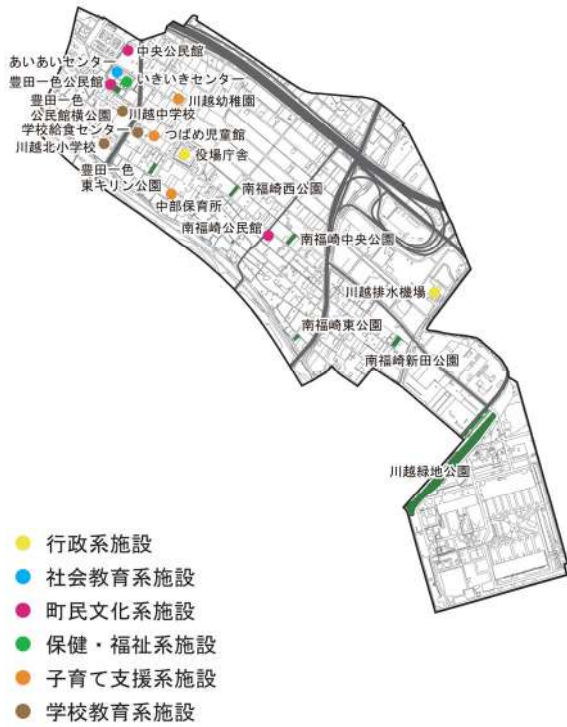 中央公民館
あいあいセンター
豊田一色公民館
いきいきセンター
川越幼稚園
豊田一色
公民館横公園
川越中学校
学校給食センター
つばめ児童館
川越北小学校
役場庁舎
豊田一色
東キリン公園
南福崎西公園
中部保育所
南福崎公民館
南福崎中央公園
川越排水機場
南福崎東公園
南福崎新田公園
川越緑地公園
行政系施設
社会教育系施設
町民文化系施設
保健・福祉系施設
子育て支援系施設
学校教育系施設